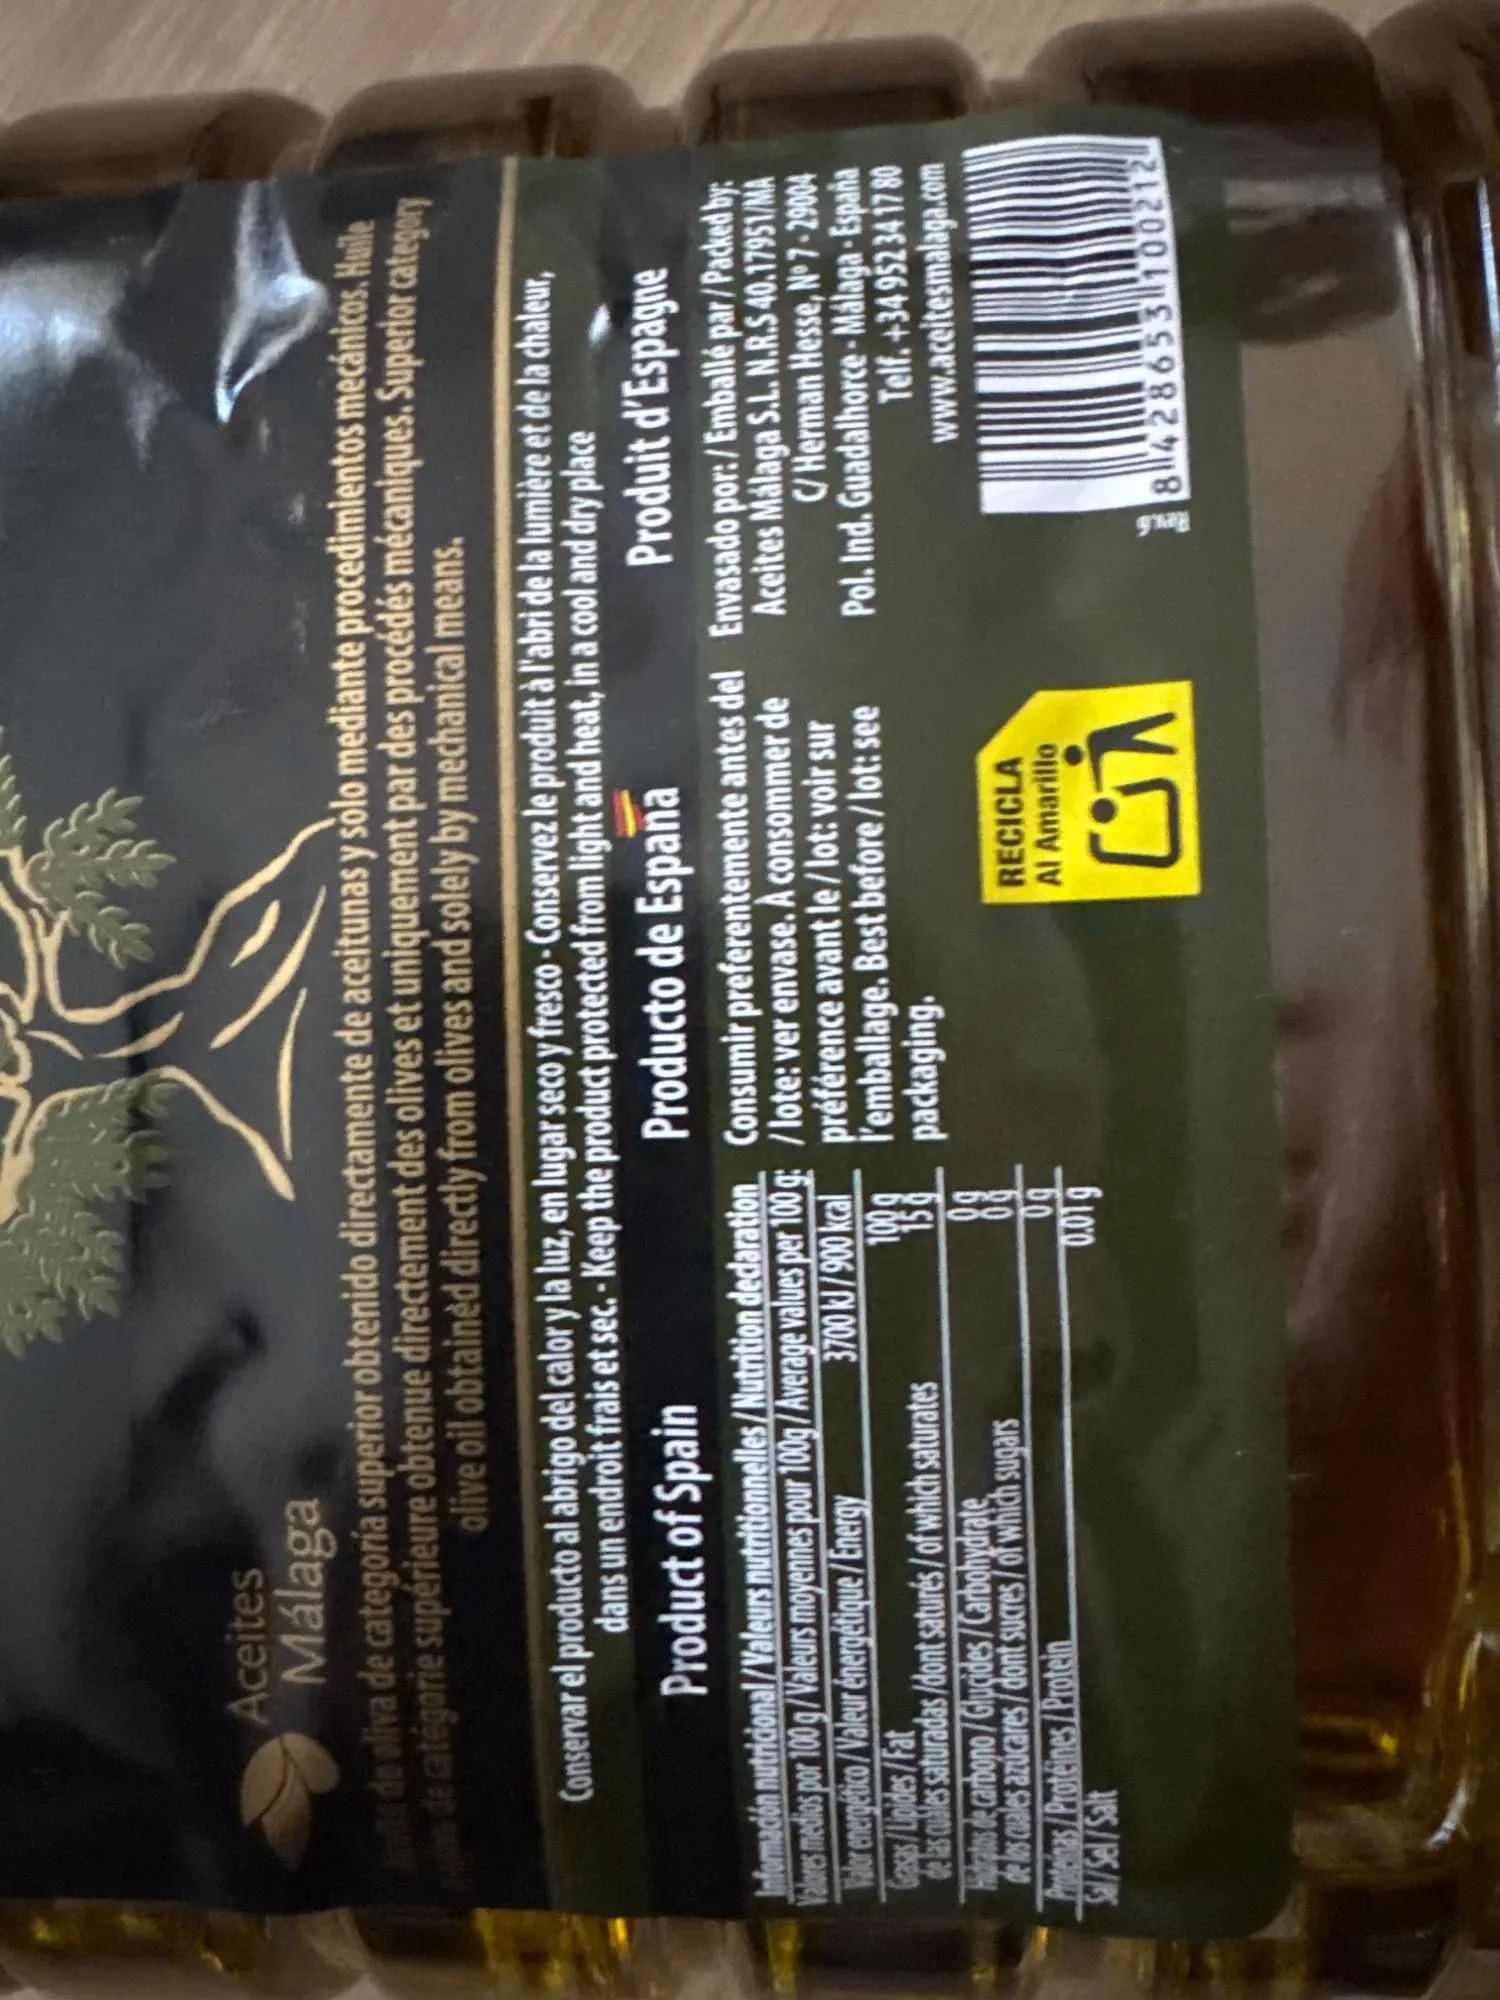 Aceites
Málaga
de oliva de categoría superior obtenido directamente de aceitunas y solo mediante procedimientos mecánicos. Huile
de catégorie supérieure obtenue directement des olives et uniquement par des procédés mécaniques. Superior category
olive oil obtained directly from olives and solely by mechanical means.
Conservar el producto al abrigo del calor y la luz, en lugar seco y fresco - Conservez le produit à l'abri de la lumière et de la chaleur,
dans un endroit frais et sec. - Keep the product protected from light and heat, in a cool and dry place
Product of Spain
Producto de España
Produit d'Espagne
Información nutricional / Valeurs nutritionnelles / Nutrition declaration
Valores medios por 100 g / Valeurs moyennes pour 100g / Average values per 100 g:
Valor energético / Valeur énergétique / Energy 3700 kJ / 900 kcal
Grasas / Lipides / Fat 100 g
de las cuales saturadas /dont saturés / of which saturates 15 g
Hidratos de carbono / Glucides / Carbohydrate 0 g
de los cuales azúcares / dont sucres / of which sugars 0 g
Proteínas / Protéines / Protein 0 g
Sal / Sel / Salt 0.01 g
Consumir preferentemente antes del
/ lote: ver envase. À consommer de
préférence avant le / lot: voir sur
l'emballage. Best before / lot: see
packaging.
Envasado por: / Emballé par / Packed by:
Aceites Málaga S.L. N.R.S 40.17951/MA
C/ Herman Hesse, Nº 7 - 29004
Pol. Ind. Guadalhorce - Málaga - España
Telf. +34 952 34 17 80
www.aceitesmalaga.com
RECICLA
Al Amarillo
Rev.6
8 428653 100212